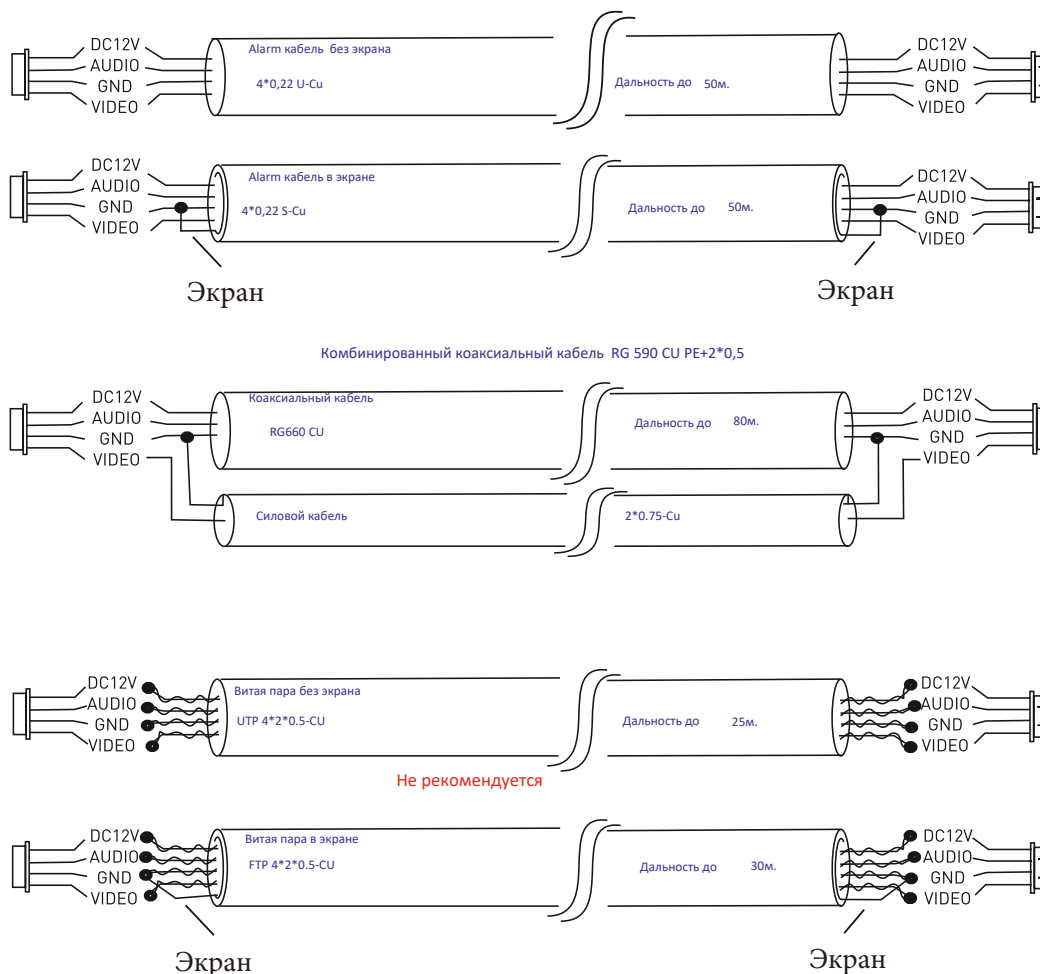 DC12V Alarm кабель без экрана DC12V
AUDIO AUDIO
4*0,22 U-Cu Дальность до 50м.
GND GND
VIDEO VIDEO
DC12V Alarm кабель в экране DC12V
AUDIO AUDIO
GND 4*0,22 S-Cu Дальность до 50м. GND
VIDEO VIDEO
Экран Экран
Комбинированный коаксиальный кабель RG 590 CU PE+2*0,5
DC12V Коаксиальный кабель DC12V
AUDIO AUDIO
RG660 CU Дальность до 80м.
GND GND
VIDEO VIDEO
Силовой кабель 2*0.75-Cu
DC12V Витая пара без экрана DC12V
AUDIO AUDIO
GND UTP 4*2*0.5-CU Дальность до 25м. GND
VIDEO VIDEO
Не рекомендуется
DC12V Витая пара в экране DC12V
AUDIO AUDIO
FTP 4*2*0.5-CU Дальность до 30м.
GND GND
VIDEO VIDEO
Экран Экран